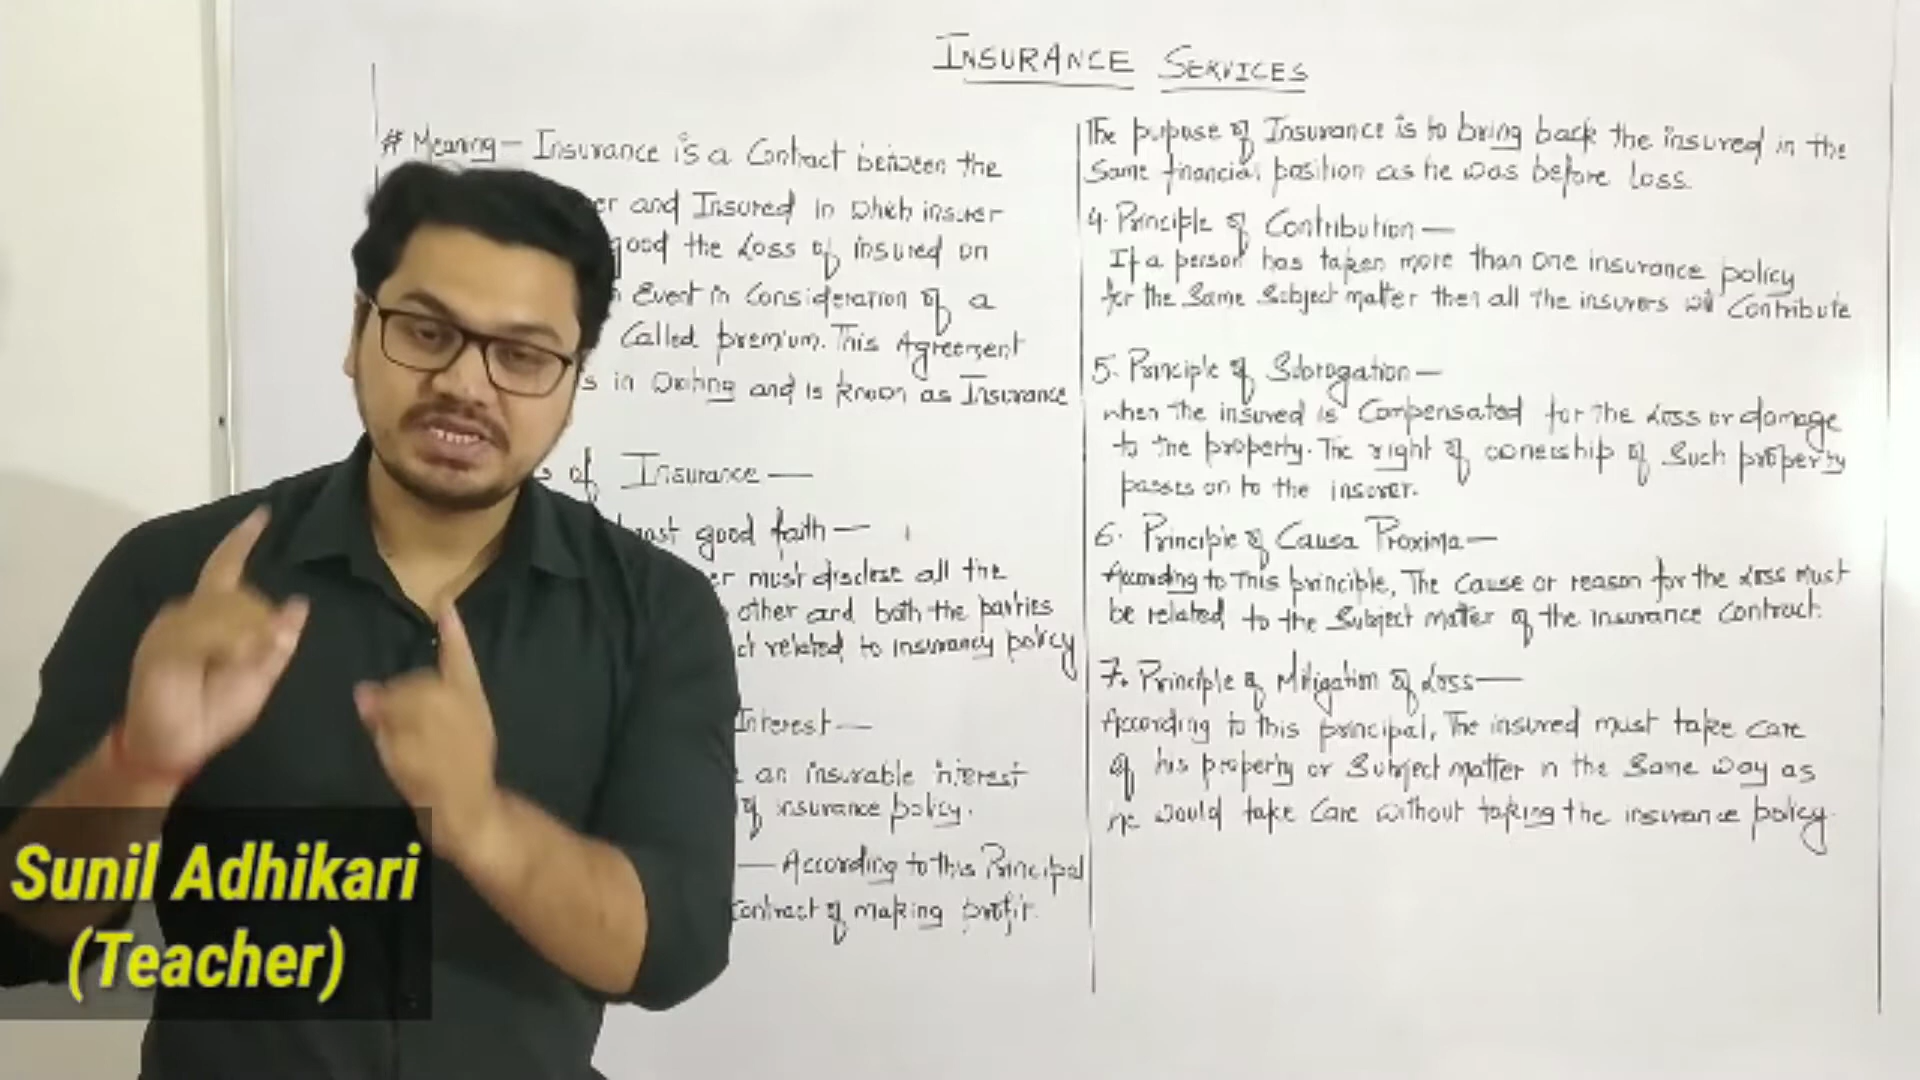 INSURANCE SERVICES
# Meaning - Insurance is a Contract between the
er and Insured in which insurer
good the Loss of insured on
Event in Consideration of a
Called premium. This Agreement
s in Writing and is known as Insurance
s of Insurance —
most good faith —
er must disclose all the
other and both the parties
ct related to insurancy policy
Interest —
an insurable interest
of insurance policy.
— According to this Principal
Contract of making profit.
The pupuse of Insurance is to bring back the insured in the
Same financial position as he was before Loss.
4. Principle of Contribution —
If a person has taken more than one insurance policy
for the Same Subject matter then all the insurers will Contribute
5. Principle of Sborogation —
when the insured is Compensated for the Loss or damage
to the property. The right of ownership of Such property
passes on to the insurer.
6. Principle of Causa Proxima —
According to This principle, The Cause or reason for the Loss must
be related to the Subject matter of the insurance Contract.
7. Principle of Mitigation of Loss —
According to this principal, The insured must take care
of his property or Subject matter in the Same way as
he would take Care without taking the insurance policy.
Sunil Adhikari
(Teacher)